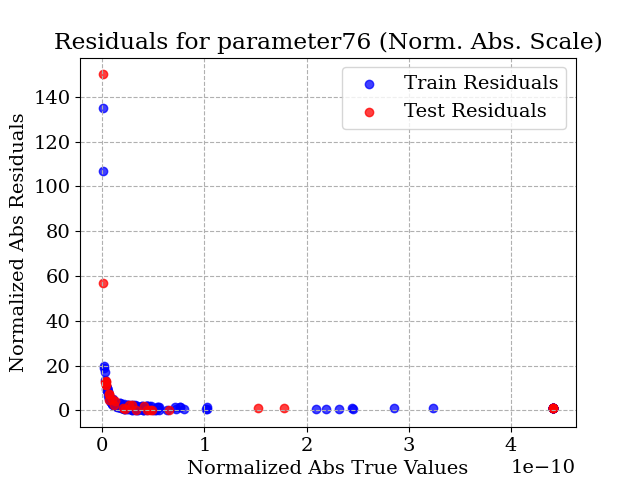 Residuals for parameter76 (Norm. Abs. Scale)
Train Residuals
Test Residuals
Normalized Abs Residuals
140
120
100
80
60
40
20
0
0 1 2 3 4
1e−10
Normalized Abs True Values